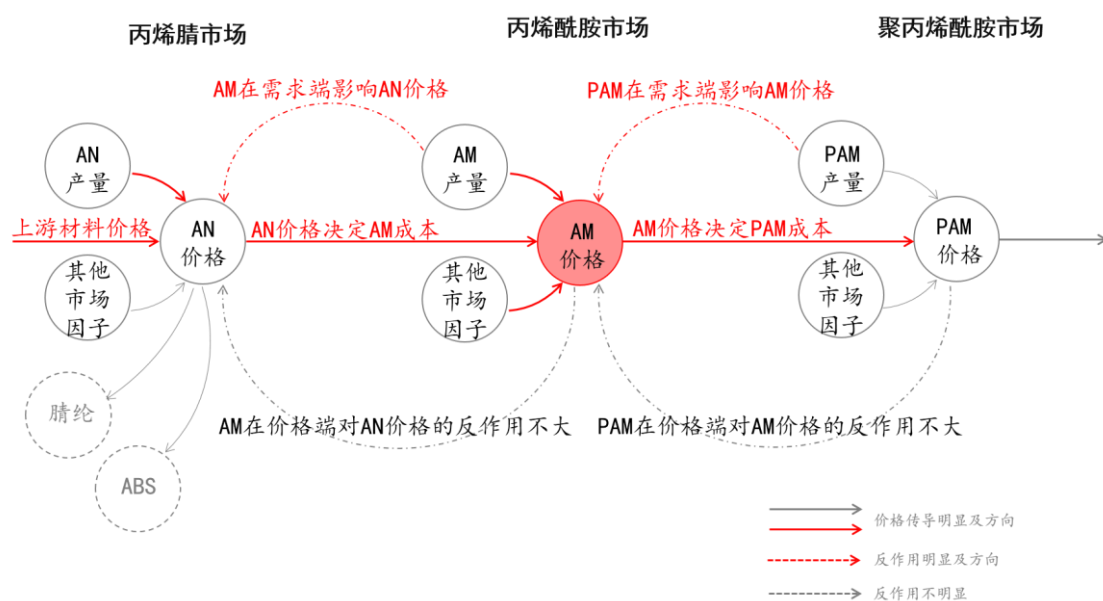 丙烯腈市场
丙烯酰胺市场
聚丙烯酰胺市场
AM在需求端影响AN价格
PAM在需求端影响AM价格
AN
产量
AM
产量
PAM
产量
上游材料价格
AN
价格
AN价格决定AM成本
AM
价格
AM价格决定PAM成本
PAM
价格
其他
市场
因子
其他
市场
因子
其他
市场
因子
腈纶
ABS
AM在价格端对AN价格的反作用不大
PAM在价格端对AM价格的反作用不大
价格传导明显及方向
反作用明显及方向
反作用不明显